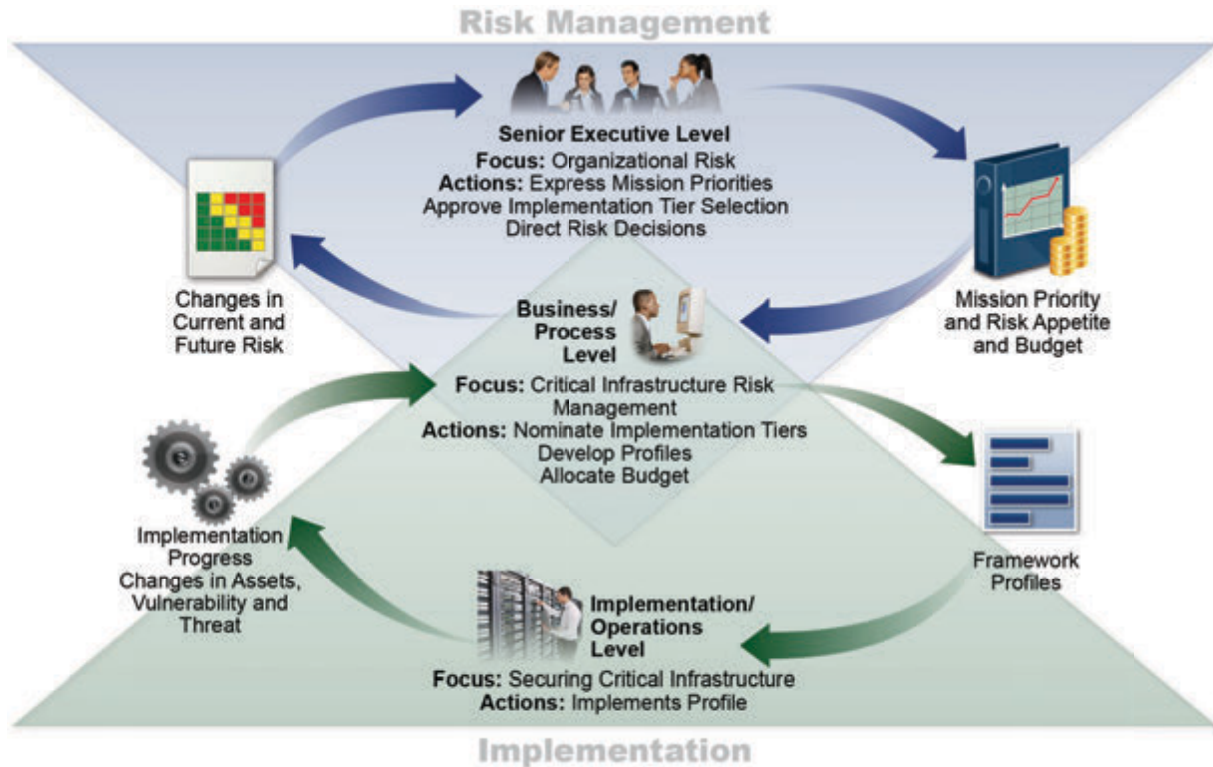 Risk Management
Senior Executive Level
Focus: Organizational Risk
Actions: Express Mission Priorities
Approve Implementation Tier Selection
Direct Risk Decisions
Changes in
Current and
Future Risk
Mission Priority
and Risk Appetite
and Budget
Business/
Process
Level
Focus: Critical Infrastructure Risk
Management
Actions: Nominate Implementation Tiers
Develop Profiles
Allocate Budget
Implementation
Progress
Changes in Assets,
Vulnerability and
Threat
Framework
Profiles
Implementation/
Operations
Level
Focus: Securing Critical Infrastructure
Actions: Implements Profile
Implementation